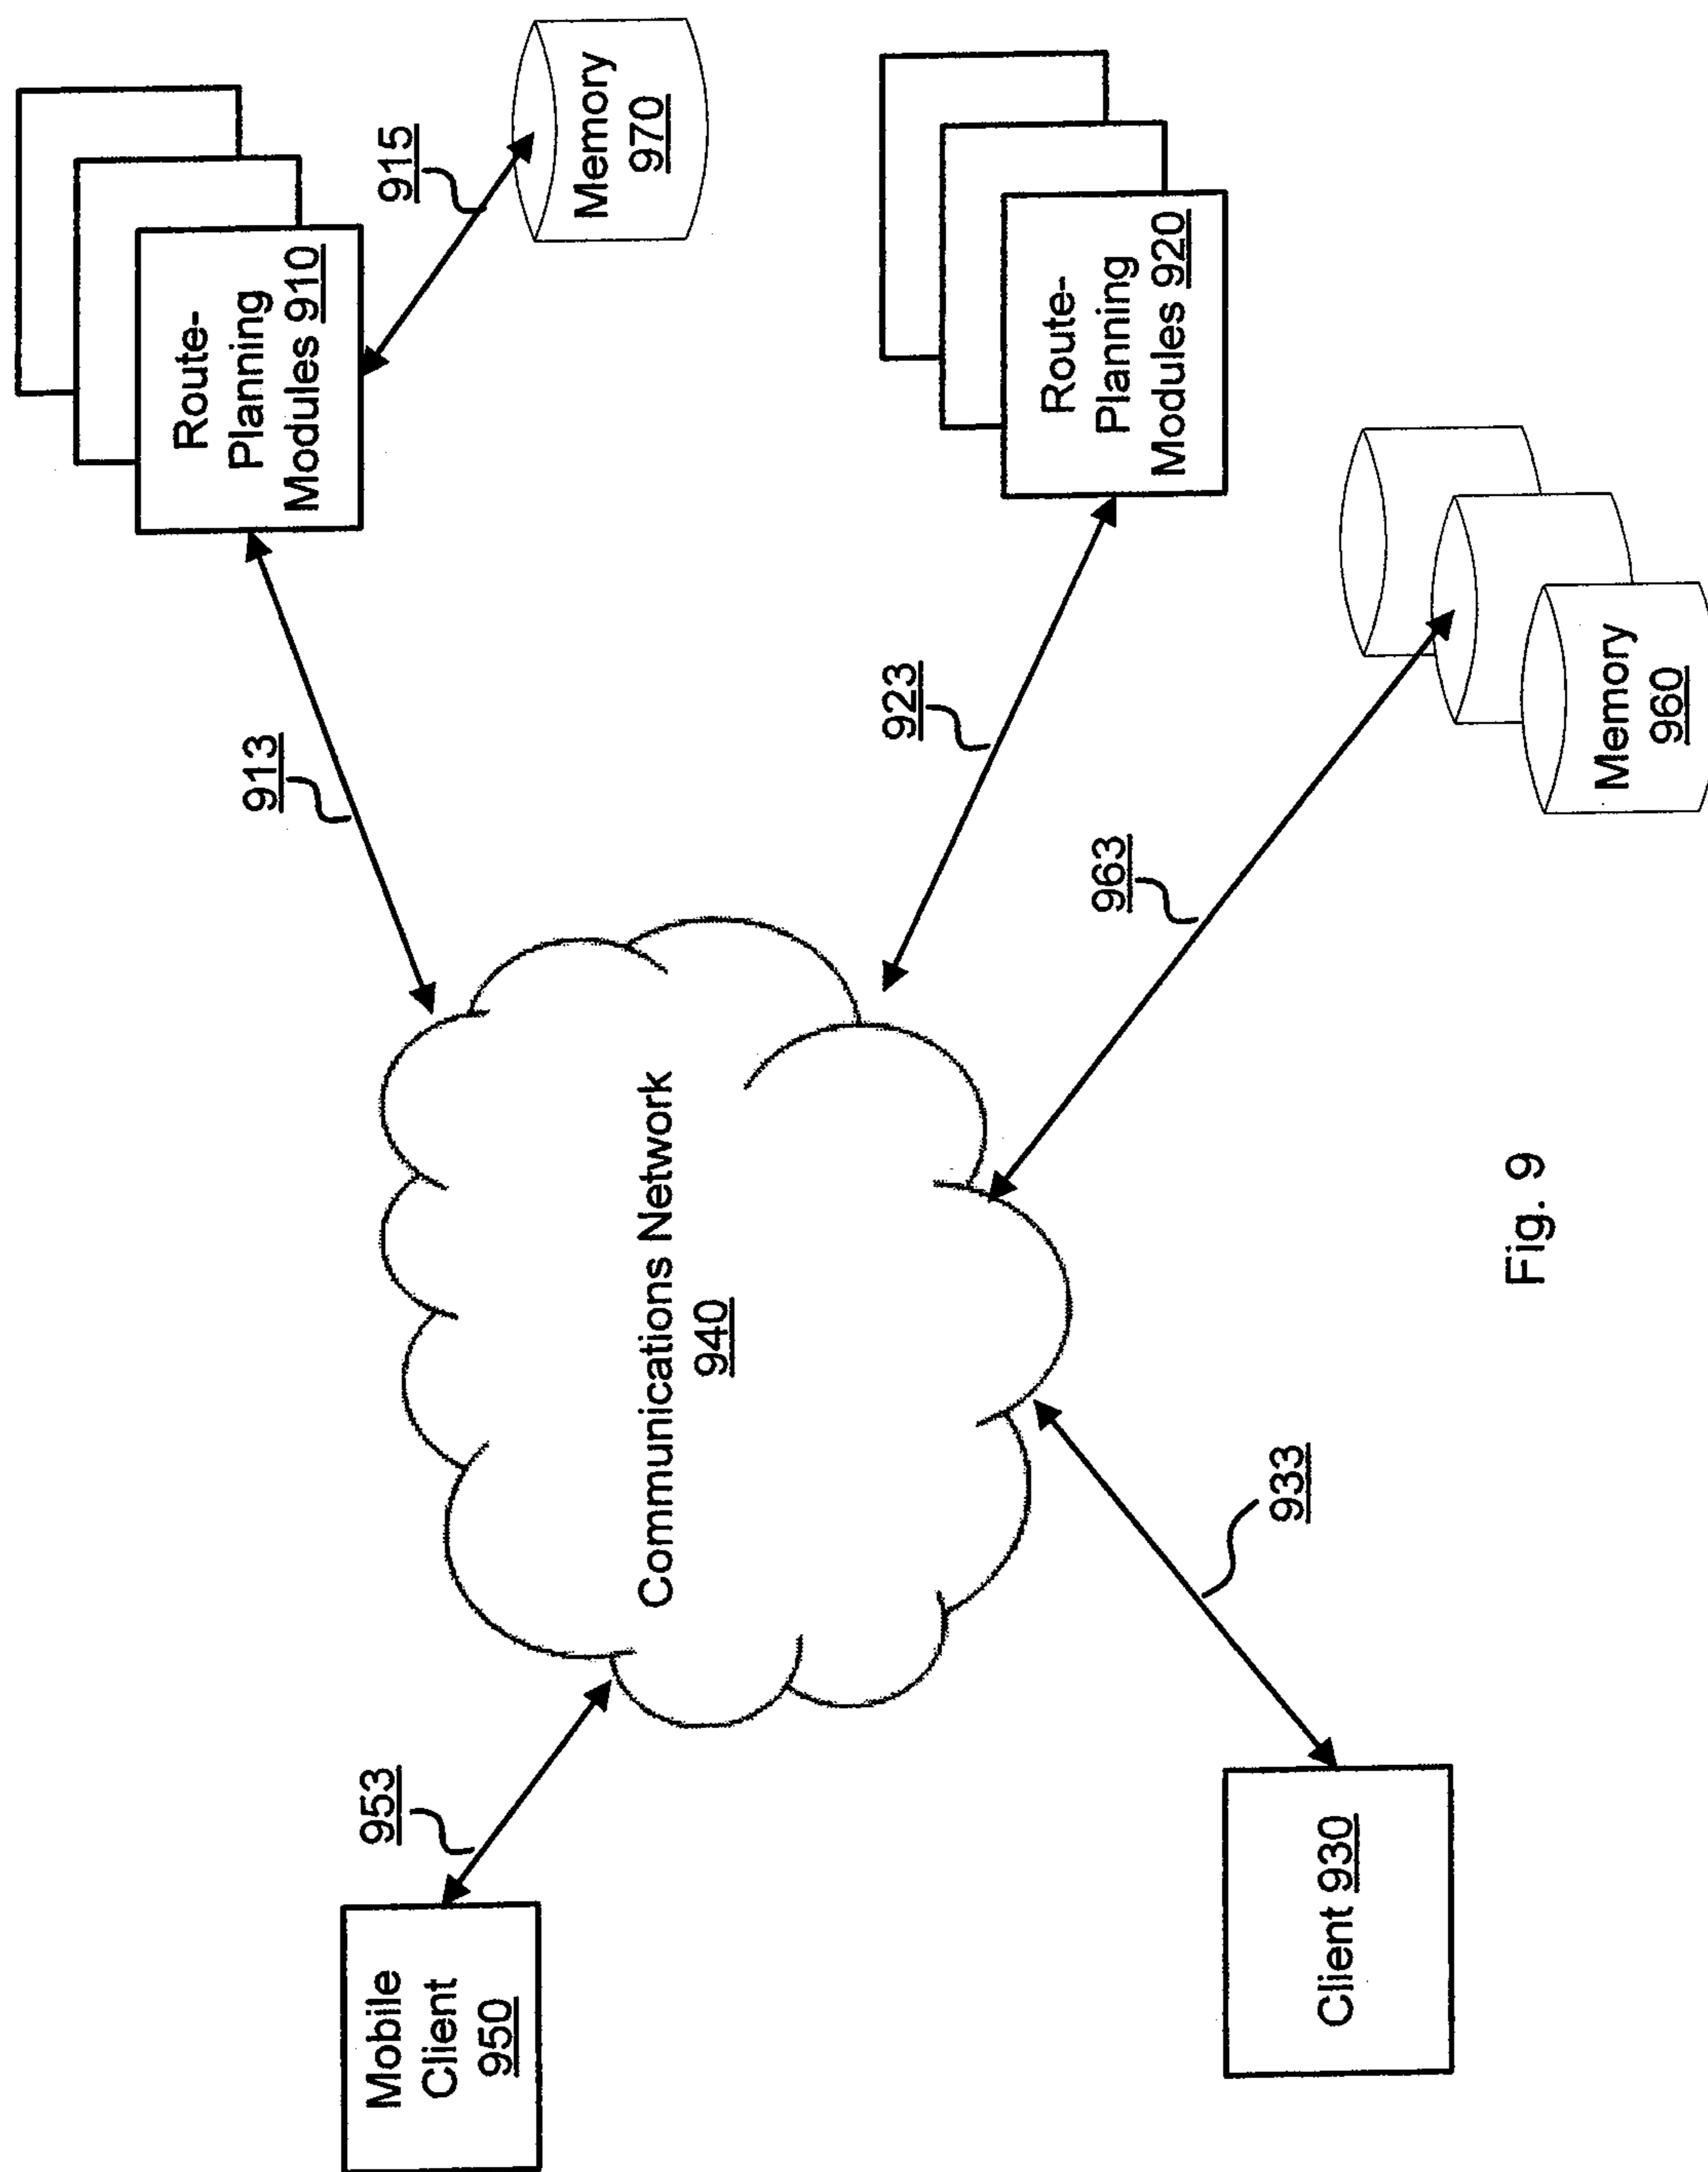 Mobile
Client
950
953
Client 930
933
Communications Network
940
913
Route-
Planning
Modules 910
915
Memory
970
923
Route-
Planning
Modules 920
963
Memory
960
Fig. 9